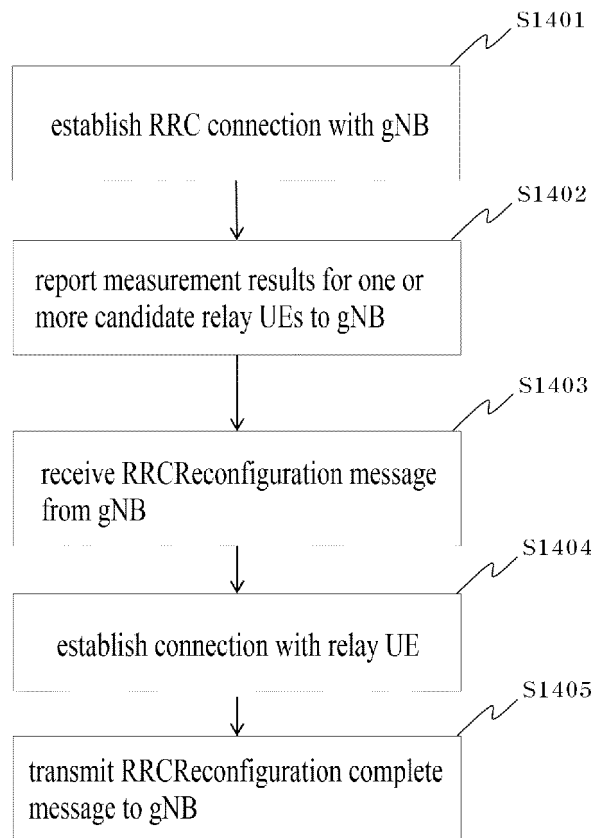 S1401
establish RRC connection with gNB
S1402
report measurement results for one or
more candidate relay UEs to gNB
S1403
receive RRCReconfiguration message
from gNB
S1404
establish connection with relay UE
S1405
transmit RRCReconfiguration complete
message to gNB